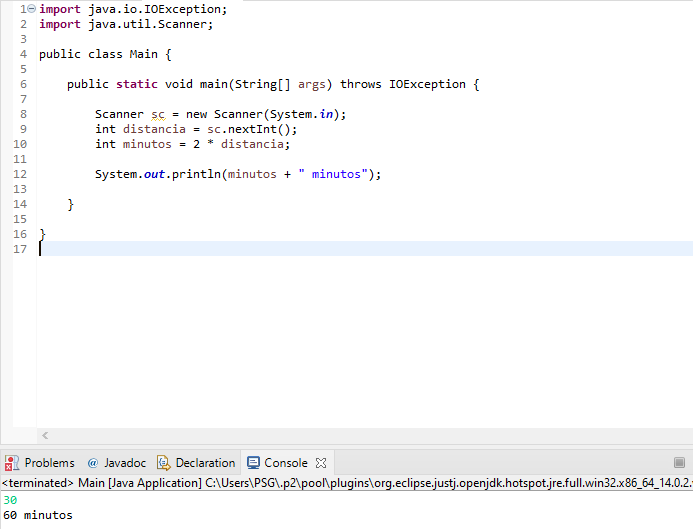 1 import java.io.IOException;
2 import java.util.Scanner;
3
4 public class Main {
5
6 public static void main(String[] args) throws IOException {
7
8 Scanner sc = new Scanner(System.in);
9 int distancia = sc.nextInt();
10 int minutos = 2 * distancia;
11
12 System.out.println(minutos + " minutos");
13
14 }
15
16 }
17
Problems @ Javadoc Declaration Console
<terminated> Main [Java Application] C:\Users\PSG\.p2\pool\plugins\org.eclipse.justj.openjdk.hotspot.jre.full.win32.x86_64_14.0.2.
30
60 minutos